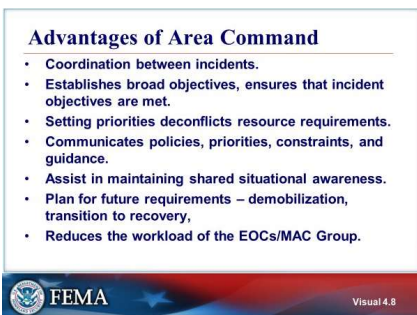 Advantages of Area Command
• Coordination between incidents.
• Establishes broad objectives, ensures that incident
objectives are met.
• Setting priorities deconflicts resource requirements.
• Communicates policies, priorities, constraints, and
guidance.
• Assist in maintaining shared situational awareness.
• Plan for future requirements – demobilization,
transition to recovery,
• Reduces the workload of the EOCs/MAC Group.
FEMA
Visual 4.8